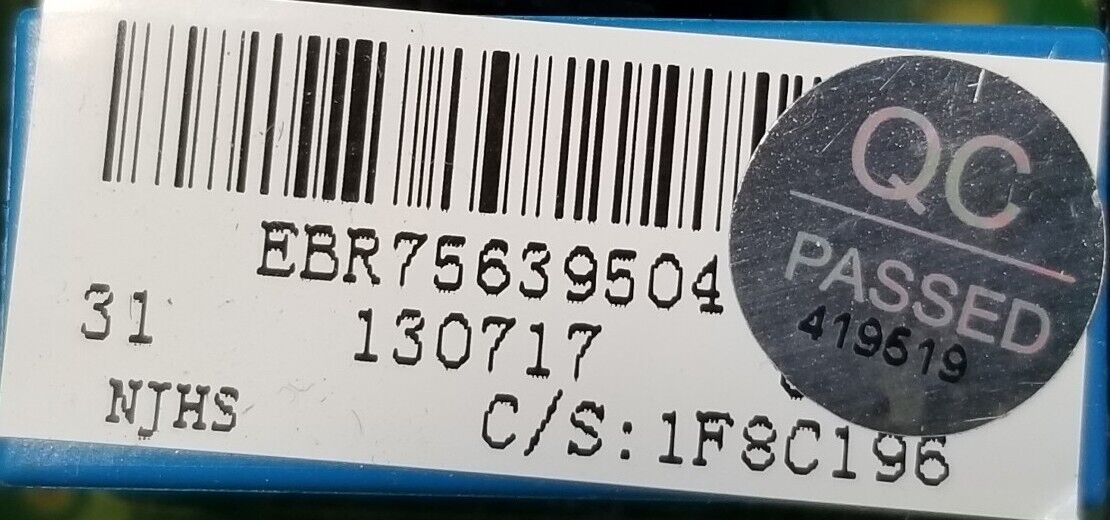 EBR75639504
31 130717
NJHS C/S:1F8C196
QC
PASSED
419519